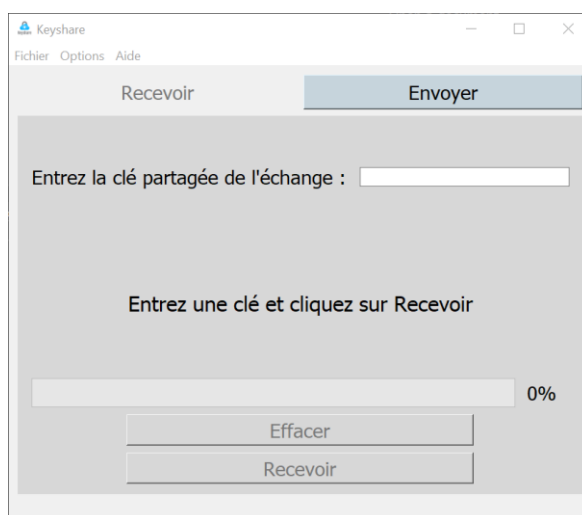 Keyshare
Fichier Options Aide
Recevoir Envoyer
Entrez la clé partagée de l'échange :
Entrez une clé et cliquez sur Recevoir
0%
Effacer
Recevoir